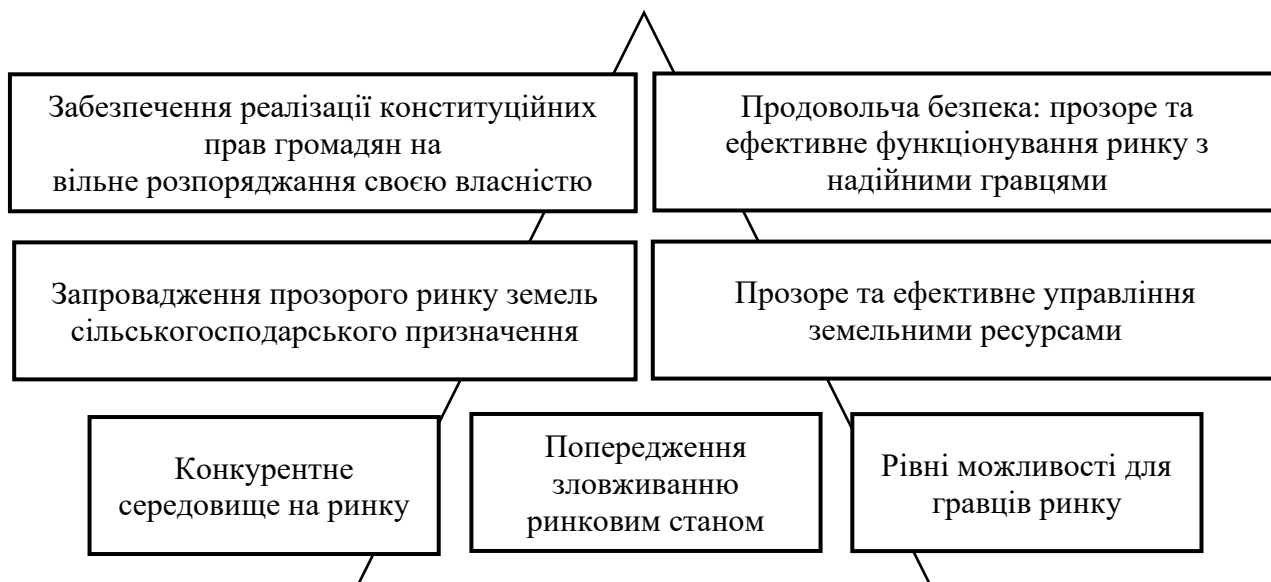 Забезпечення реалізації конституційних
прав громадян на
вільне розпоряджання своєю власністю
Продовольча безпека: прозоре та
ефективне функціонування ринку з
надійними гравцями
Запровадження прозорого ринку земель
сільськогосподарського призначення
Прозоре та ефективне управління
земельними ресурсами
Конкурентне
середовище на ринку
Попередження
зловживанню
ринковим станом
Рівні можливості для
гравців ринку